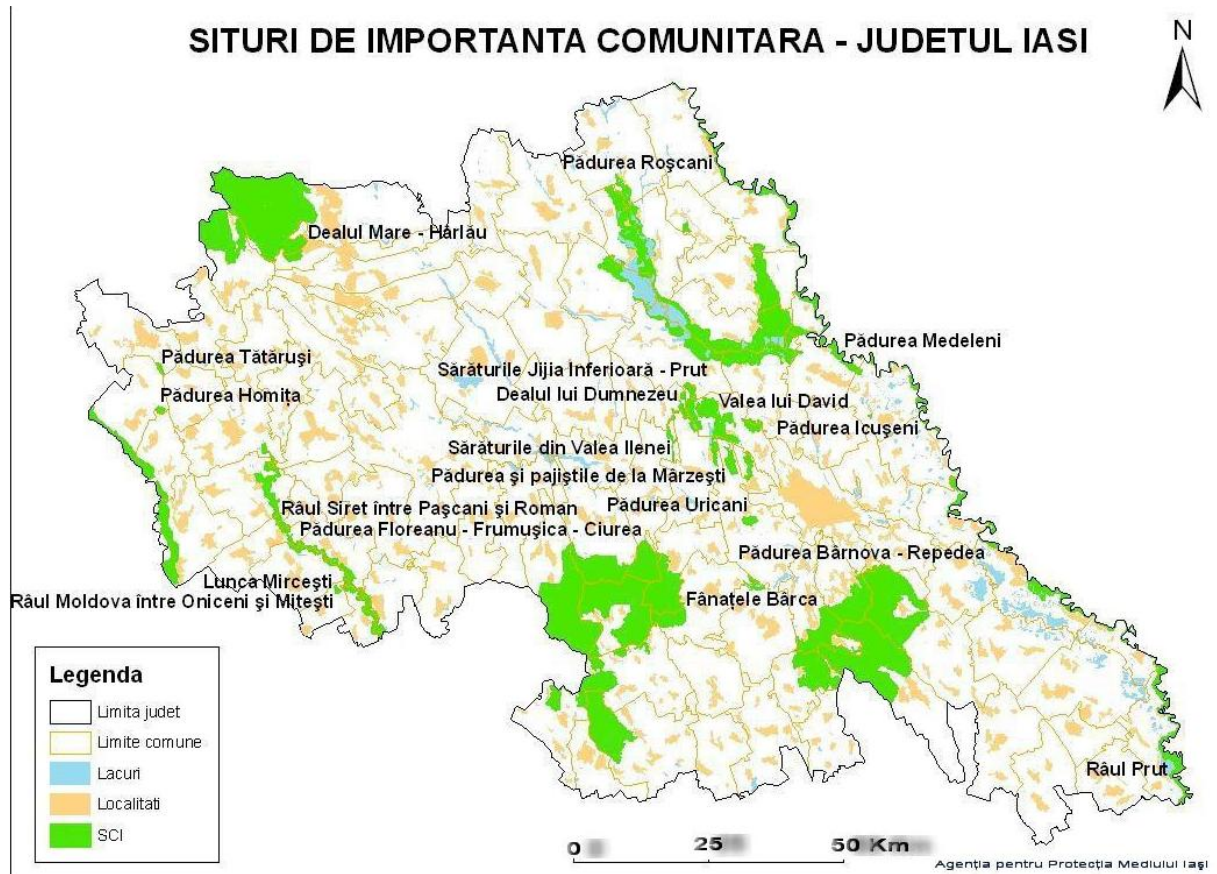 SITURI DE IMPORTANTA COMUNITARA - JUDETUL IASI
N
Pădurea Roşcani
Dealul Mare - Hârlău
Pădurea Medeleni
Pădurea Tătăruşi
Sărăturile Jijia Inferioară - Prut
Pădurea Homiţa
Dealul lui Dumnezeu
Valea lui David
Pădurea Icuşeni
Sărăturile din Valea Ilenei
Pădurea şi pajiştile de la Mârzeşti
Râul Siret între Paşcani şi Roman
Pădurea Uricani
Pădurea Floreanu - Frumuşica - Ciurea
Pădurea Bârnova - Repedea
Lunca Mirceşti
Râul Moldova între Oniceni şi Miteşti
Fânaţele Bârca
Râul Prut
Legenda
Limita judet
Limite comune
Lacuri
Localitati
SCI
0 25 50 Km
Agenţia pentru Protecţia Mediului Iaşi